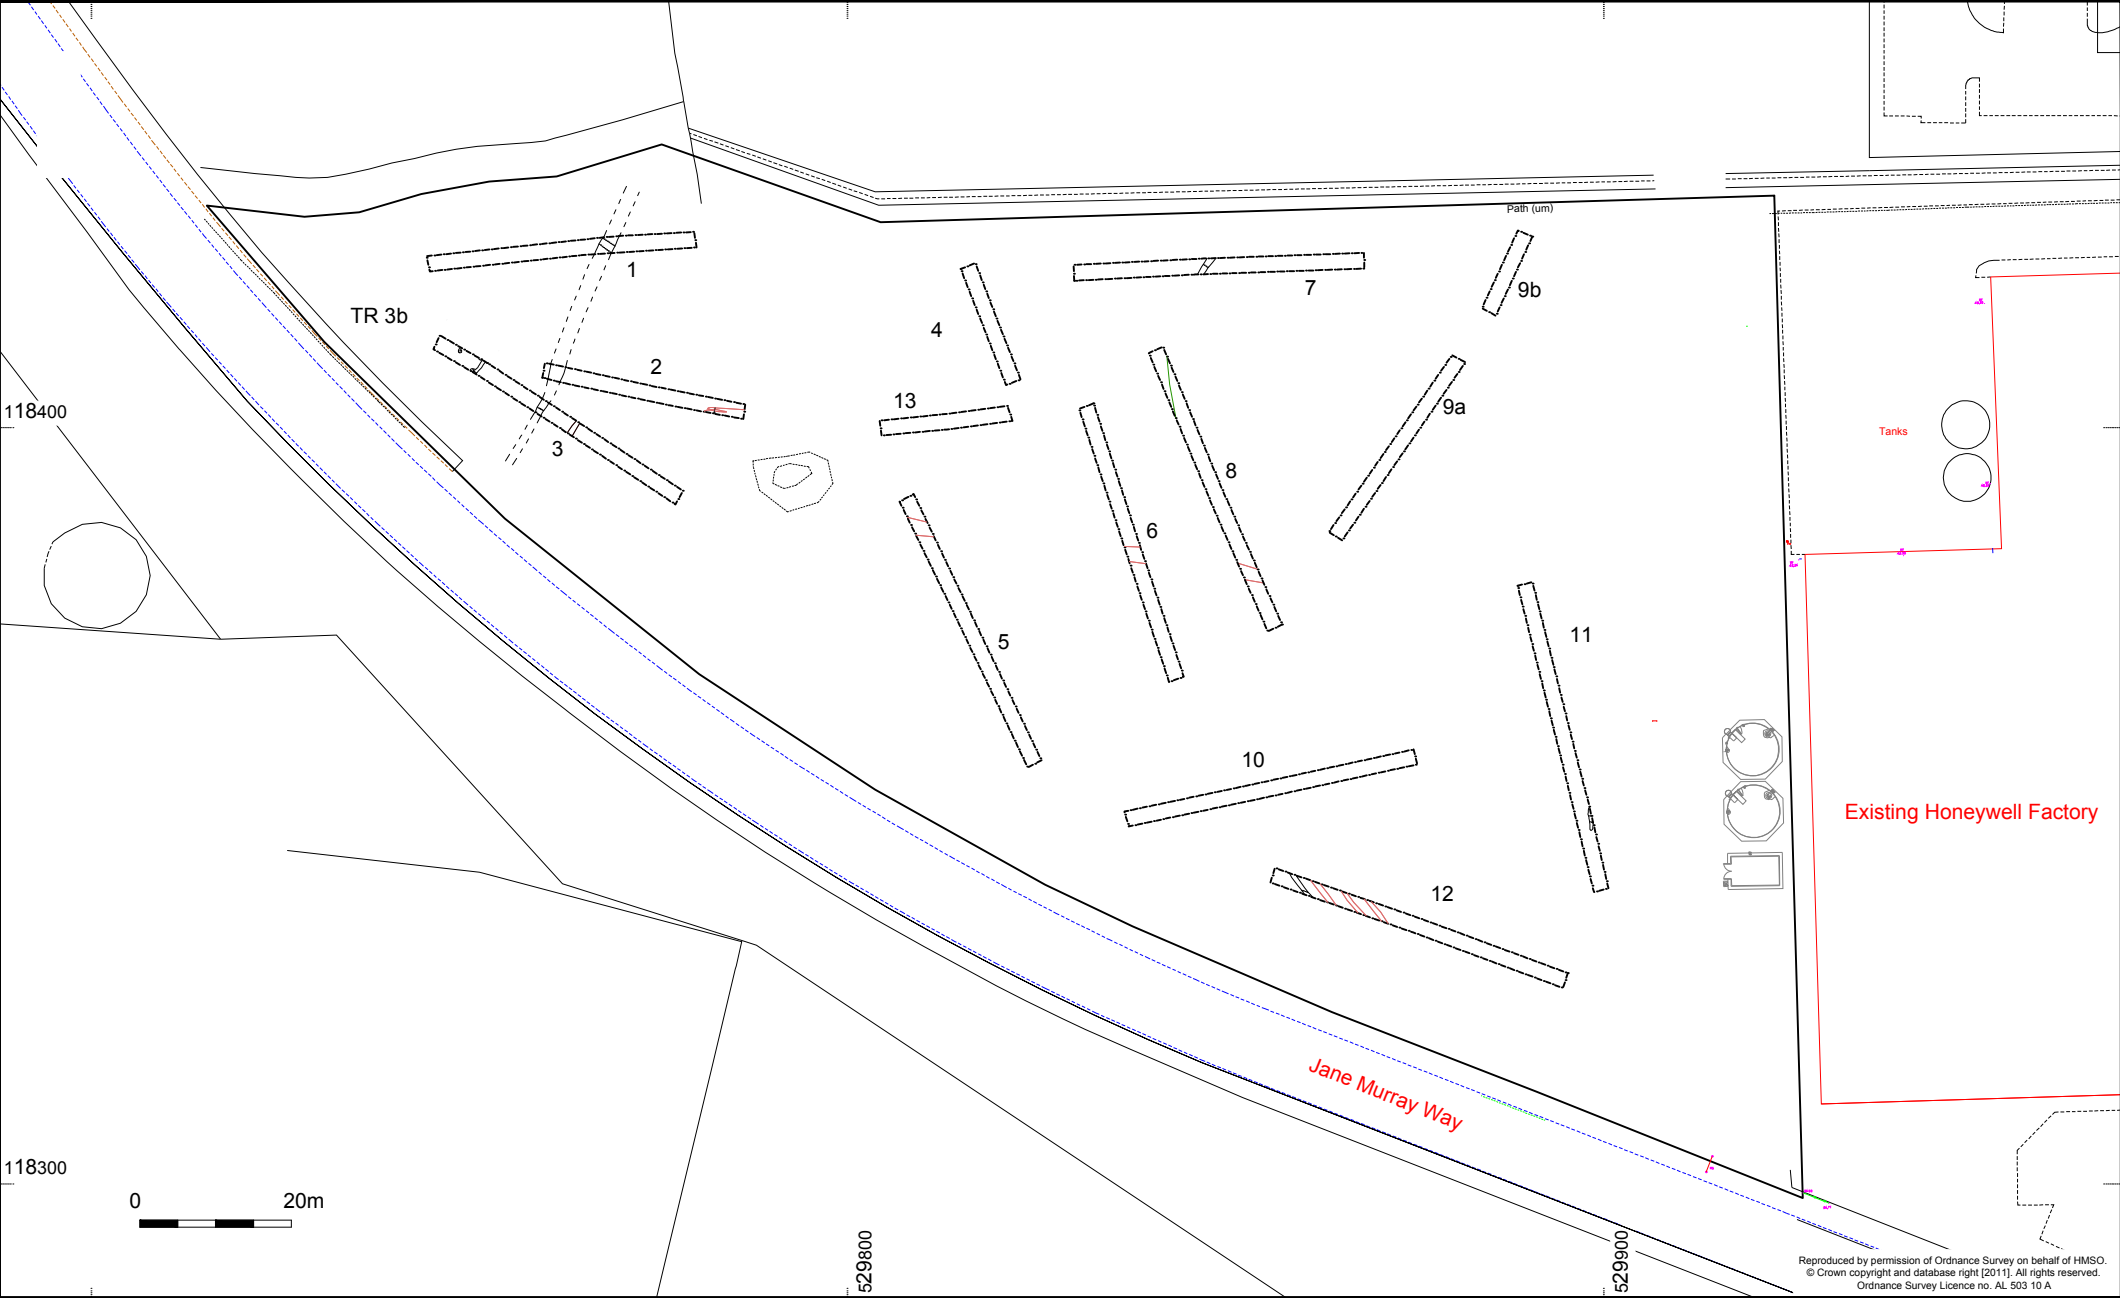 Path (um)
1
7
9b
TR 3b
4
2
13
9a
118400
Tanks
3
8
6
11
5
10
Existing Honeywell Factory
12
Jane Murray Way
118300
0 20m
529800
529900
Reproduced by permission of Ordnance Survey on behalf of HMSO.
© Crown copyright and database right [2011]. All rights reserved.
Ordnance Survey Licence no. AL 503 10 A